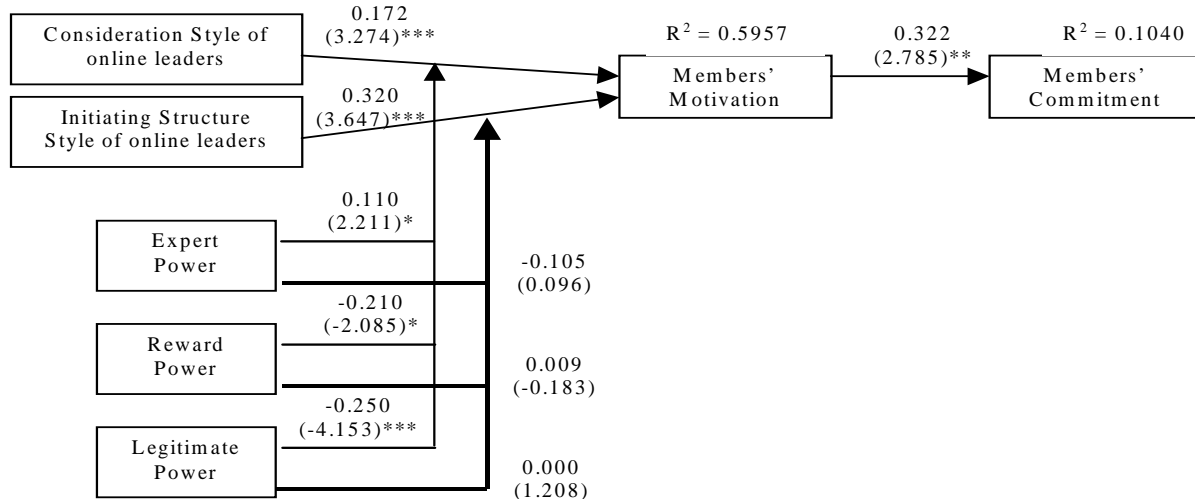 0.172
(3.274)***
Consideration Style of
online leaders
R² = 0.5957
0.322
(2.785)**
R² = 0.1040
Members’
Motivation
Members’
Commitment
0.320
(3.647)***
Initiating Structure
Style of online leaders
0.110
(2.211)*
Expert
Power
-0.105
(0.096)
-0.210
(-2.085)*
Reward
Power
0.009
(-0.183)
-0.250
(-4.153)***
Legitimate
Power
0.000
(1.208)